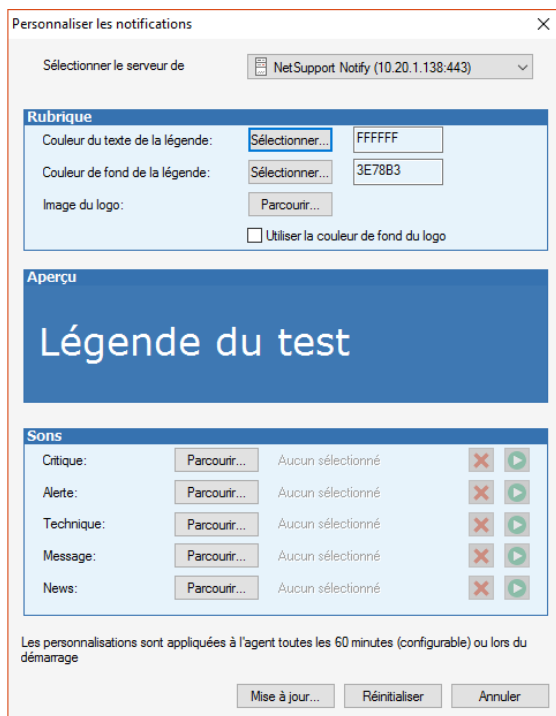 Personnaliser les notifications
Sélectionner le serveur de
NetSupport Notify (10.20.1.138:443)
Rubrique
Couleur du texte de la légende: Sélectionner... FFFFFF
Couleur de fond de la légende: Sélectionner... 3E78B3
Image du logo: Parcourir...
Utiliser la couleur de fond du logo
Aperçu
Légende du test
Sons
Critique: Parcourir... Aucun sélectionné
Alerte: Parcourir... Aucun sélectionné
Technique: Parcourir... Aucun sélectionné
Message: Parcourir... Aucun sélectionné
News: Parcourir... Aucun sélectionné
Les personnalisations sont appliquées à l'agent toutes les 60 minutes (configurable) ou lors du
démarrage
Mise à jour... Réinitialiser Annuler